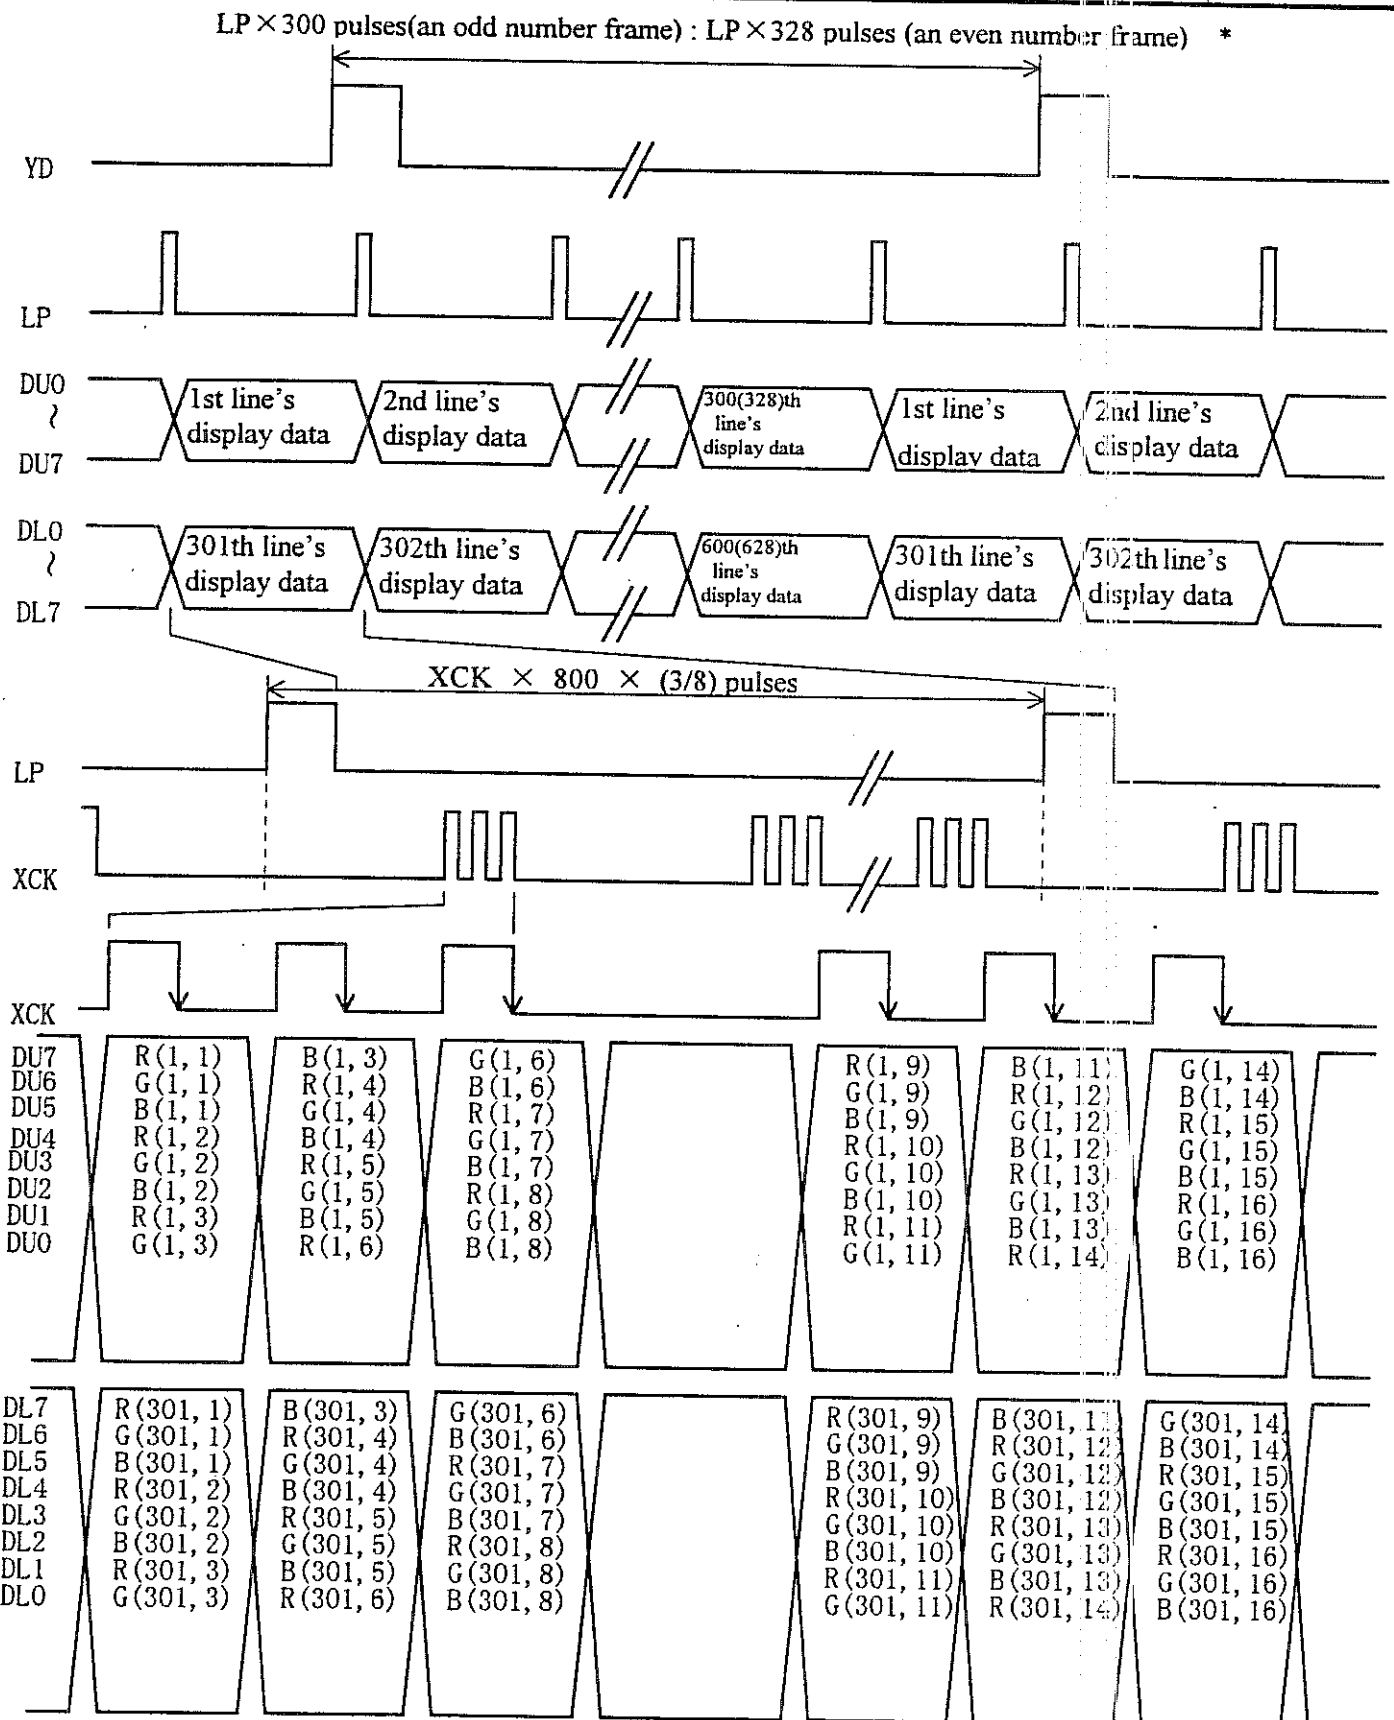 LP×300 pulses(an odd number frame) : LP×328 pulses (an even number frame) *
YD
LP
DU0
~
DU7
1st line's
display data
2nd line's
display data
300(328)th
line's
display data
1st line's
display data
2nd line's
display data
DL0
~
DL7
301th line's
display data
302th line's
display data
600(628)th
line's
display data
301th line's
display data
302th line's
display data
XCK × 800 × (3/8) pulses
LP
XCK
XCK
DU7 R(1, 1) B(1, 3) G(1, 6) R(1, 9) B(1, 11) G(1, 14)
DU6 G(1, 1) R(1, 4) B(1, 6) G(1, 9) R(1, 12) B(1, 14)
DU5 B(1, 1) G(1, 4) R(1, 7) B(1, 9) G(1, 12) R(1, 15)
DU4 R(1, 2) B(1, 4) G(1, 7) R(1, 10) B(1, 12) G(1, 15)
DU3 G(1, 2) R(1, 5) B(1, 7) G(1, 10) R(1, 13) B(1, 15)
DU2 B(1, 2) G(1, 5) R(1, 8) B(1, 10) G(1, 13) R(1, 16)
DU1 R(1, 3) B(1, 5) G(1, 8) R(1, 11) B(1, 13) G(1, 16)
DU0 G(1, 3) R(1, 6) B(1, 8) G(1, 11) R(1, 14) B(1, 16)
DL7 R(301, 1) B(301, 3) G(301, 6) R(301, 9) B(301, 11) G(301, 14)
DL6 G(301, 1) R(301, 4) B(301, 6) G(301, 9) R(301, 12) B(301, 14)
DL5 B(301, 1) G(301, 4) R(301, 7) B(301, 9) G(301, 12) R(301, 15)
DL4 R(301, 2) B(301, 4) G(301, 7) R(301, 10) B(301, 12) G(301, 15)
DL3 G(301, 2) R(301, 5) B(301, 7) G(301, 10) R(301, 13) B(301, 15)
DL2 B(301, 2) G(301, 5) R(301, 8) B(301, 10) G(301, 13) R(301, 16)
DL1 R(301, 3) B(301, 5) G(301, 8) R(301, 11) B(301, 13) G(301, 16)
DL0 G(301, 3) R(301, 6) B(301, 8) G(301, 11) R(301, 14) B(301, 16)